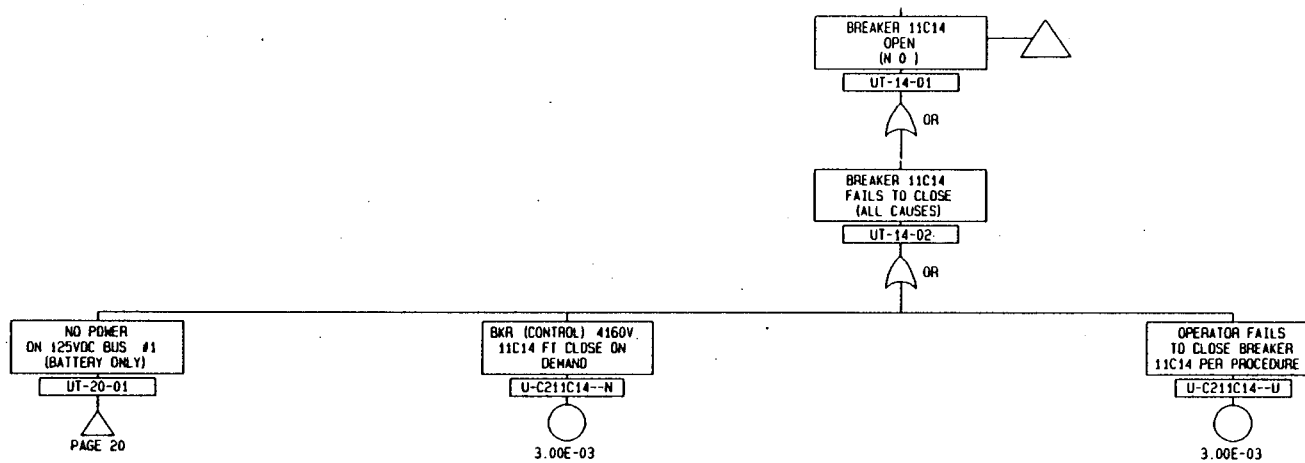 BREAKER 11C14
OPEN
(N O )
UT-14-01
OR
BREAKER 11C14
FAILS TO CLOSE
(ALL CAUSES)
UT-14-02
OR
NO POWER
ON 125VDC BUS #1
(BATTERY ONLY)
UT-20-01
PAGE 20
BKR (CONTROL) 4160V
11C14 FT CLOSE ON
DEMAND
U-C211C14--N
3.00E-03
OPERATOR FAILS
TO CLOSE BREAKER
11C14 PER PROCEDURE
U-C211C14--U
3.00E-03